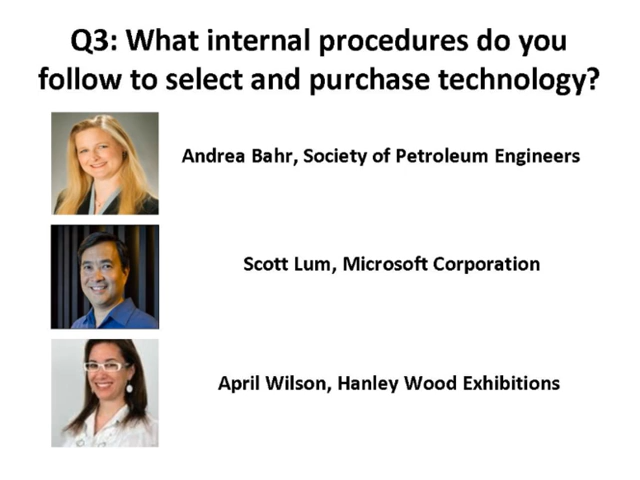 Q3: What internal procedures do you
follow to select and purchase technology?
Andrea Bahr, Society of Petroleum Engineers
Scott Lum, Microsoft Corporation
April Wilson, Hanley Wood Exhibitions